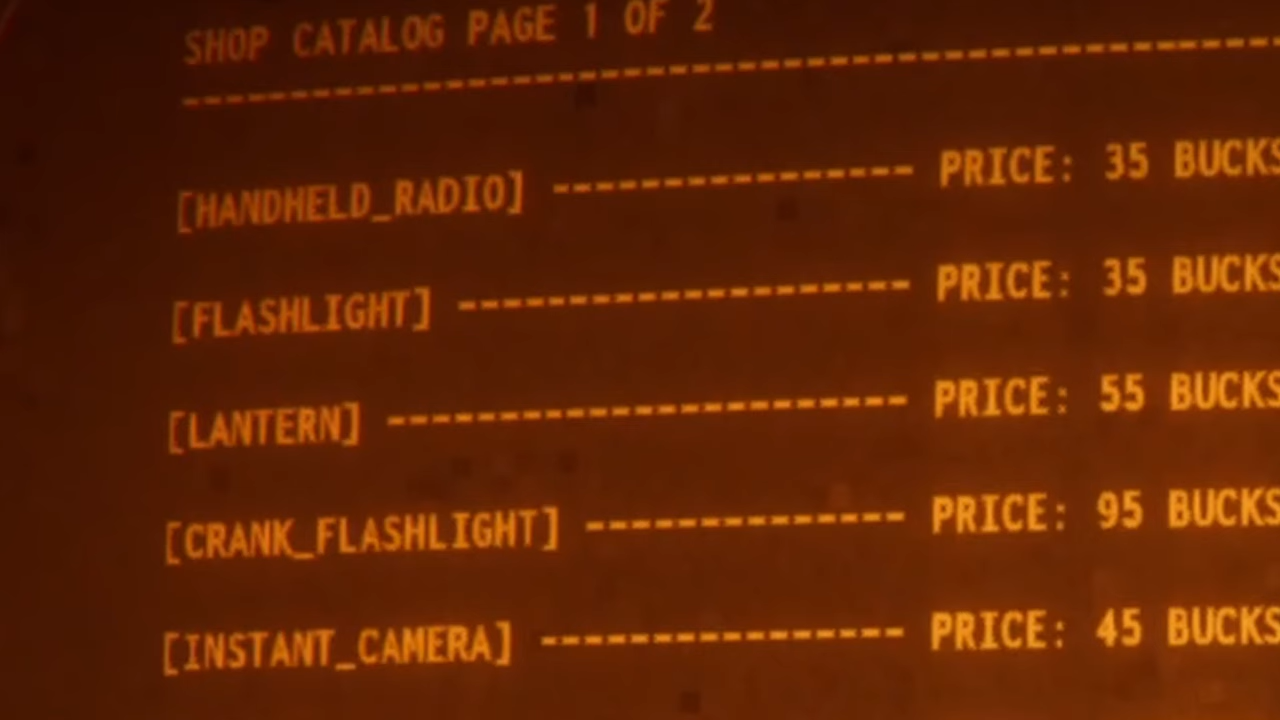 SHOP CATALOG PAGE 1 OF 2
--------------------------------------------------
[HANDHELD_RADIO] ---------------- PRICE: 35 BUCKS
[FLASHLIGHT] -------------------- PRICE: 35 BUCKS
[LANTERN] ----------------------- PRICE: 55 BUCKS
[CRANK_FLASHLIGHT] -------------- PRICE: 95 BUCKS
[INSTANT_CAMERA] ---------------- PRICE: 45 BUCKS